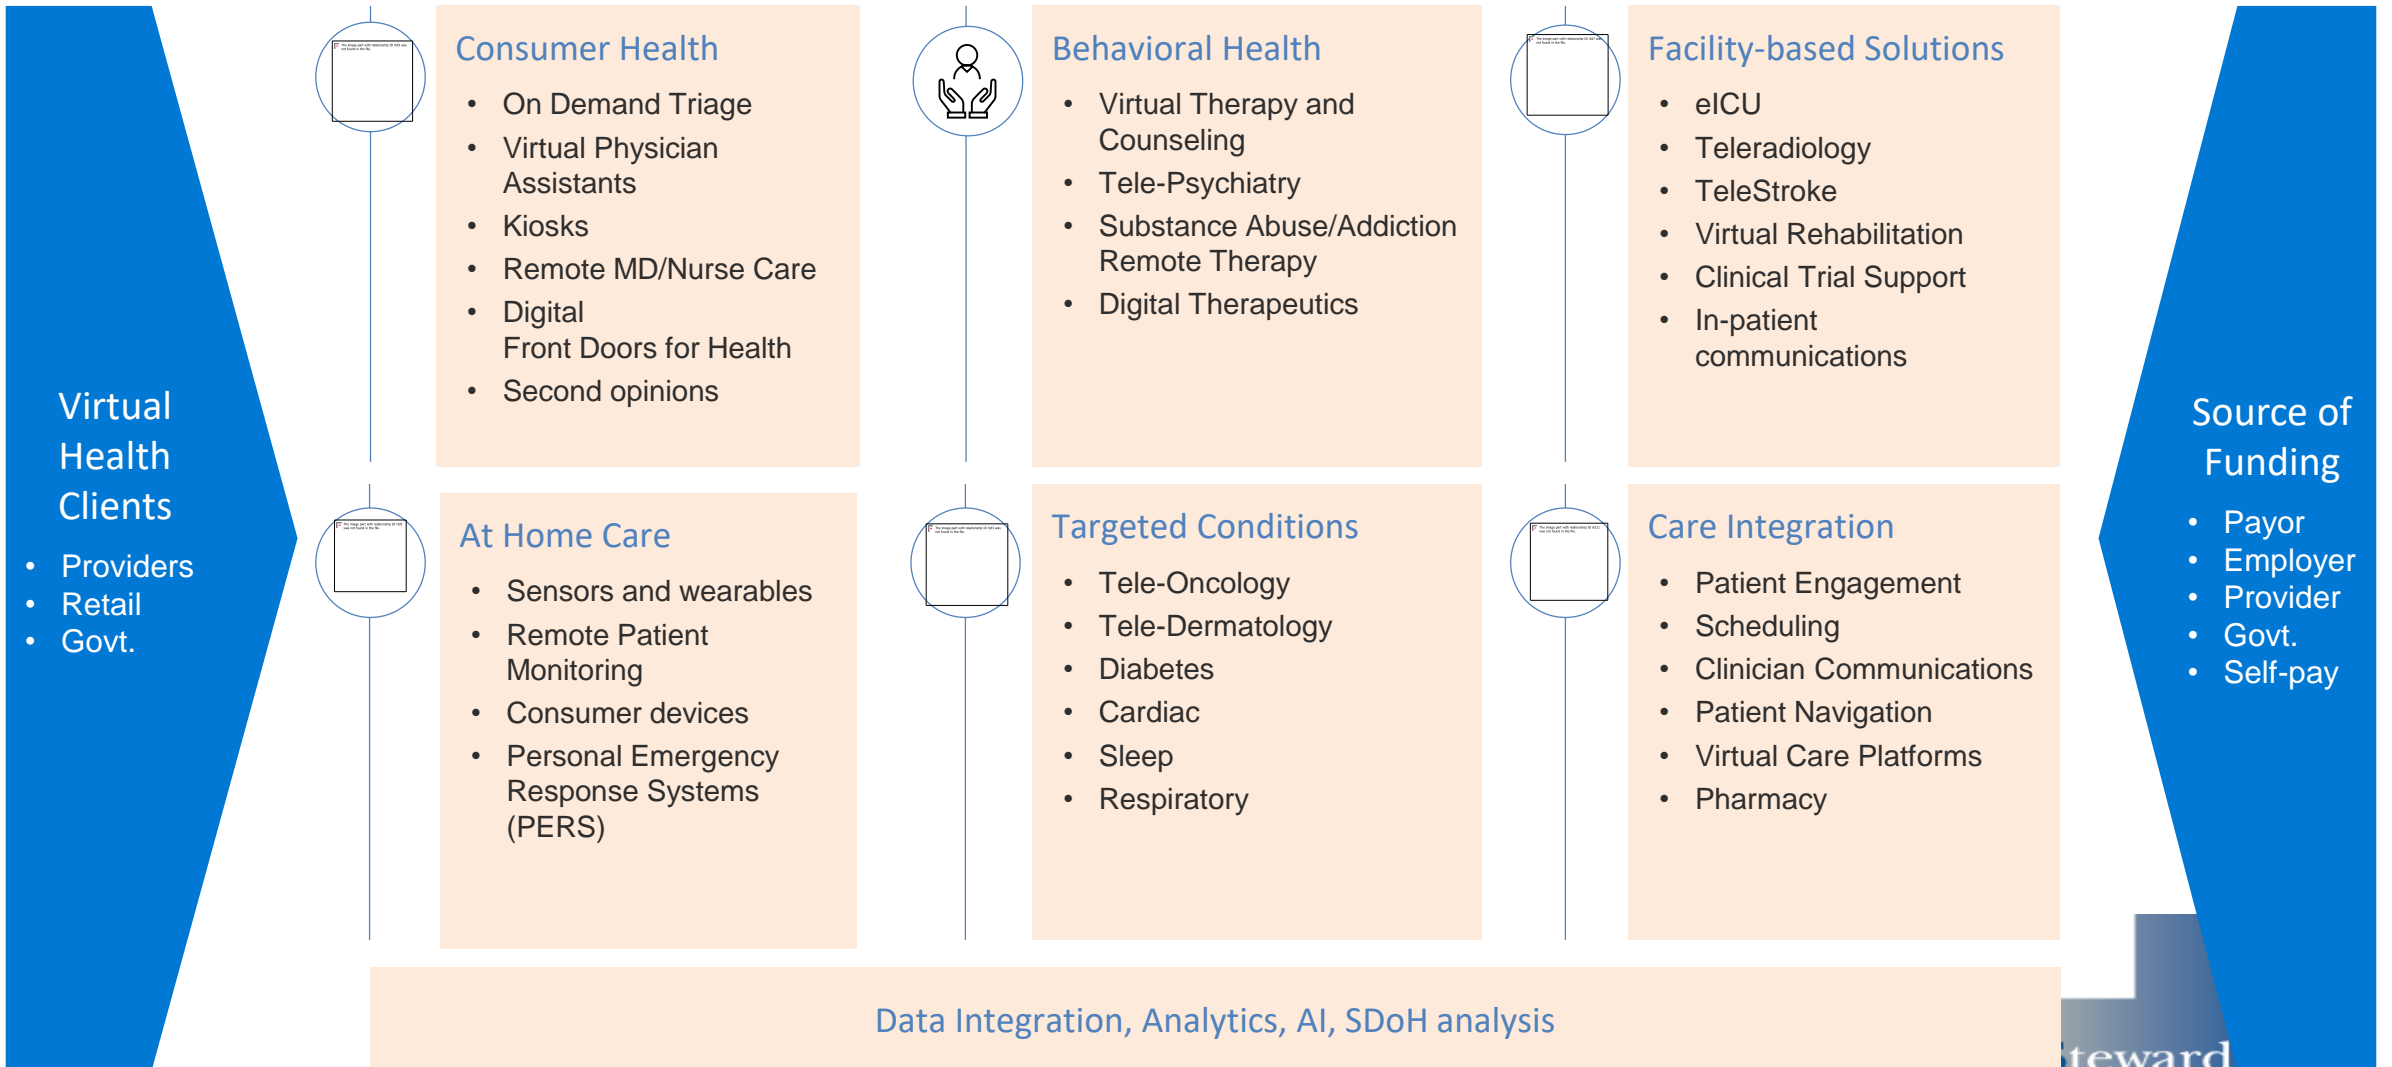 Virtual
Health
Clients
• Providers
• Retail
• Govt.
Consumer Health
• On Demand Triage
• Virtual Physician
Assistants
• Kiosks
• Remote MD/Nurse Care
• Digital
Front Doors for Health
• Second opinions
Behavioral Health
• Virtual Therapy and
Counseling
• Tele-Psychiatry
• Substance Abuse/Addiction
Remote Therapy
• Digital Therapeutics
Facility-based Solutions
• eICU
• Teleradiology
• TeleStroke
• Virtual Rehabilitation
• Clinical Trial Support
• In-patient
communications
At Home Care
• Sensors and wearables
• Remote Patient
Monitoring
• Consumer devices
• Personal Emergency
Response Systems
(PERS)
Targeted Conditions
• Tele-Oncology
• Tele-Dermatology
• Diabetes
• Cardiac
• Sleep
• Respiratory
Care Integration
• Patient Engagement
• Scheduling
• Clinician Communications
• Patient Navigation
• Virtual Care Platforms
• Pharmacy
Source of
Funding
• Payor
• Employer
• Provider
• Govt.
• Self-pay
Data Integration, Analytics, AI, SDoH analysis
teward